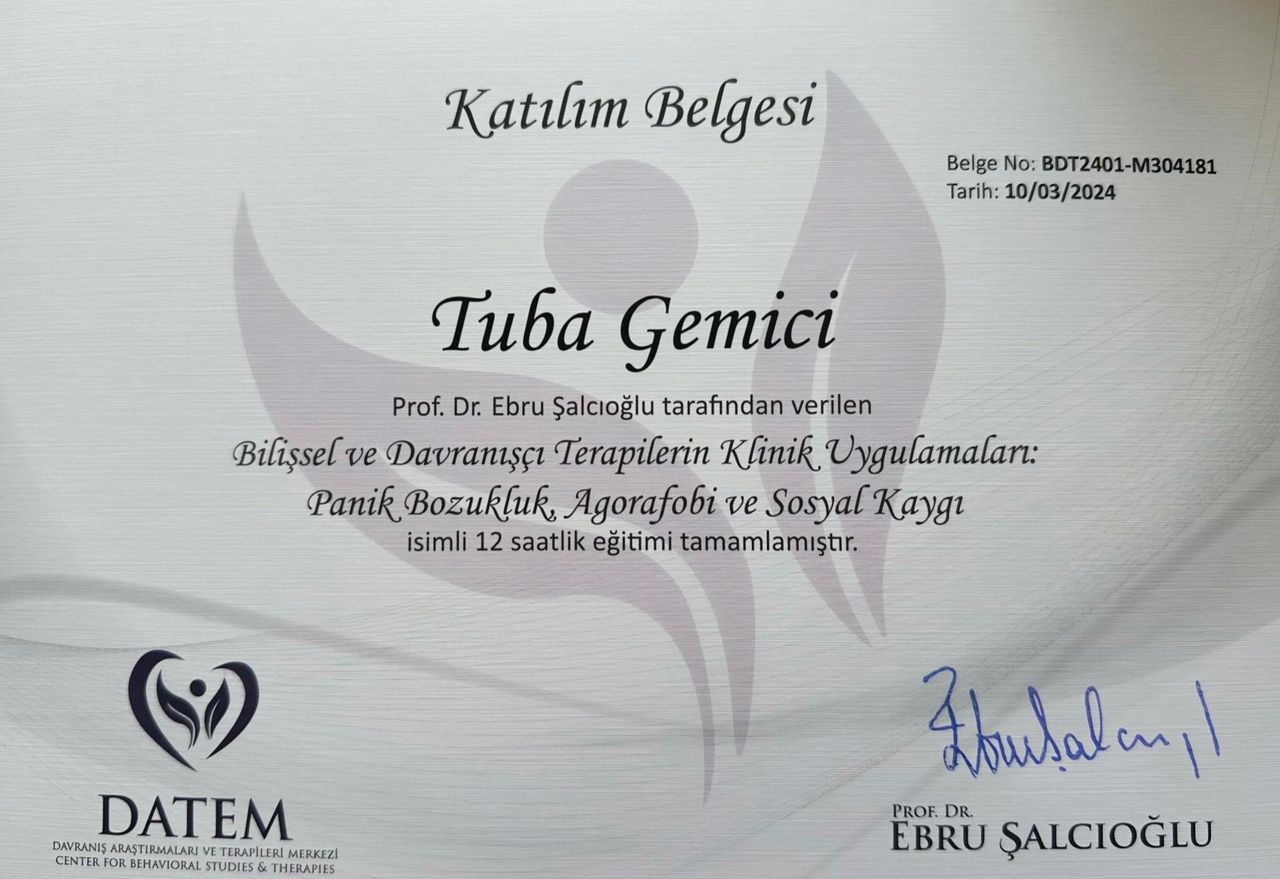 Katılım Belgesi
Belge No: BDT2401-M304181
Tarih: 10/03/2024
Tuba Gemici
Prof. Dr. Ebru Şalcıoğlu tarafından verilen
Bilişsel ve Davranışçı Terapilerin Klinik Uygulamaları:
Panik Bozukluk, Agorafobi ve Sosyal Kaygı
isimli 12 saatlik eğitimi tamamlamıştır.
DATEM
DAVRANIŞ ARAŞTIRMALARI VE TERAPİLERİ MERKEZİ
CENTER FOR BEHAVIORAL STUDIES & THERAPIES
PROF. DR.
EBRU ŞALCIOĞLU